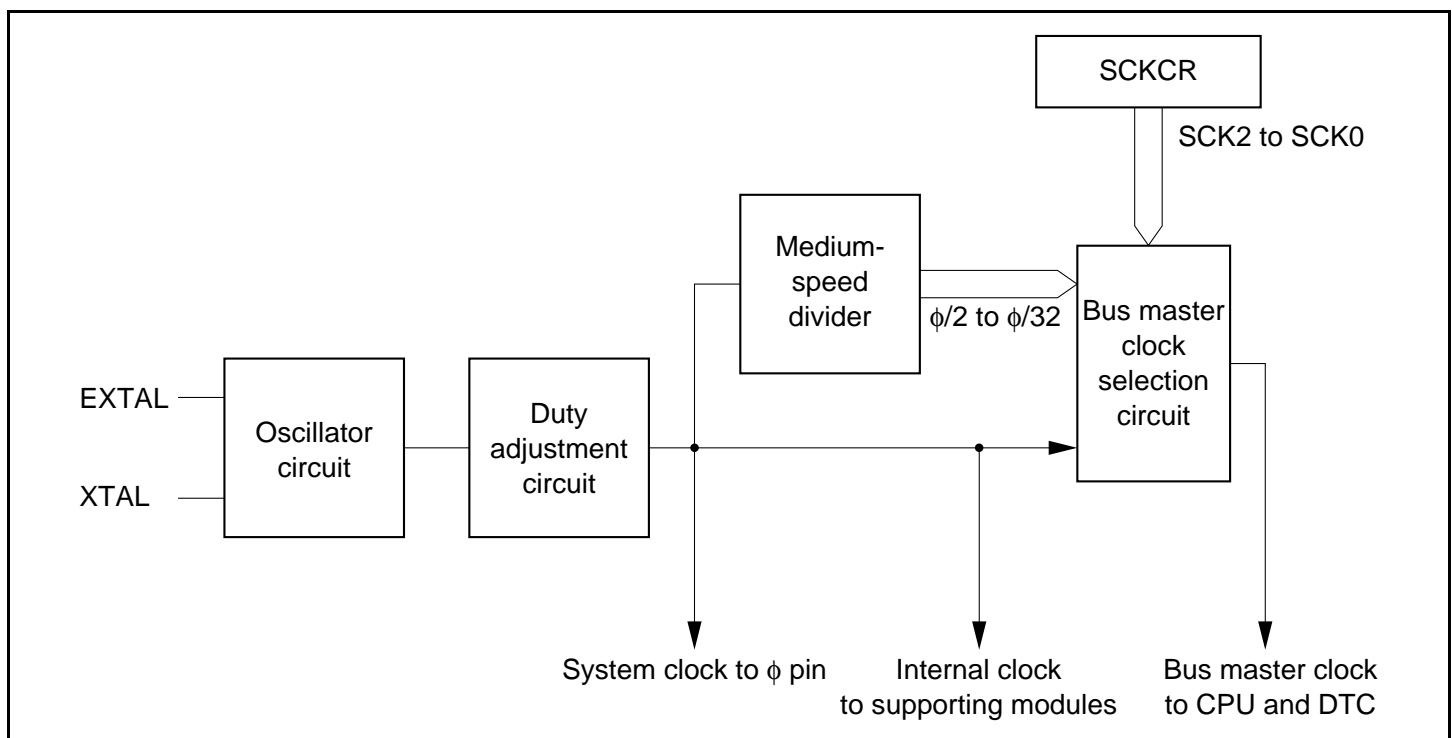 SCKCR
SCK2 to SCK0
Medium-
speed
divider
ϕ/2 to ϕ/32
Bus master
clock
selection
circuit
EXTAL
XTAL
Oscillator
circuit
Duty
adjustment
circuit
System clock to ϕ pin
Internal clock
to supporting modules
Bus master clock
to CPU and DTC